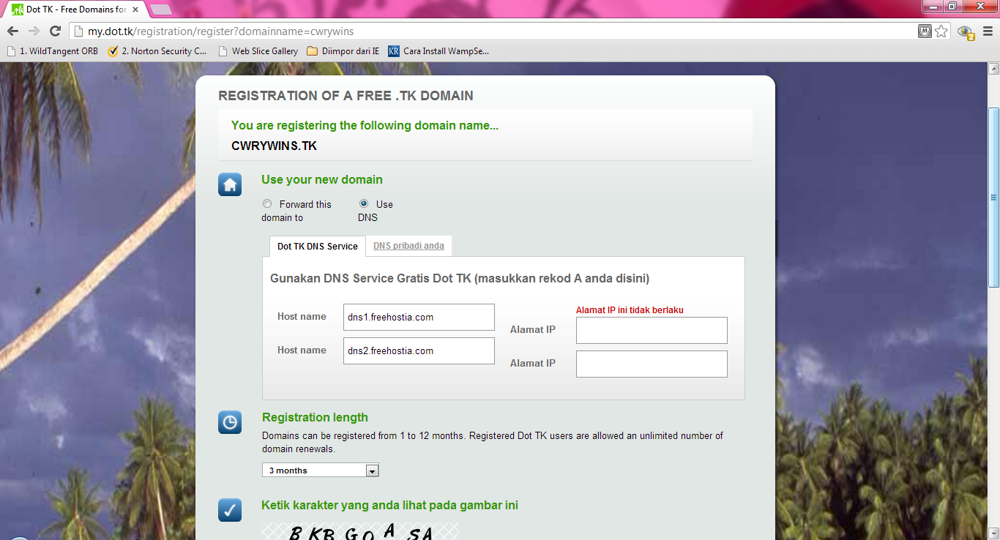 Dot TK - Free Domains for
my.dot.tk/registration/register?domainname=cwrywins
1. WildTangent ORB
2. Norton Security C...
Web Slice Gallery
Diimpor dari IE
KR
Cara Install WampSe...
REGISTRATION OF A FREE .TK DOMAIN
You are registering the following domain name...
CWRYWINS.TK
Use your new domain
Forward this
domain to
Use
DNS
Dot TK DNS Service
DNS pribadi anda
Gunakan DNS Service Gratis Dot TK (masukkan rekod A anda disini)
Alamat IP ini tidak berlaku
Host name
dns1.freehostia.com
Alamat IP
Host name
dns2.freehostia.com
Alamat IP
Registration length
Domains can be registered from 1 to 12 months. Registered Dot TK users are allowed an unlimited number of
domain renewals.
3 months
Ketik karakter yang anda lihat pada gambar ini
BKBGOASA